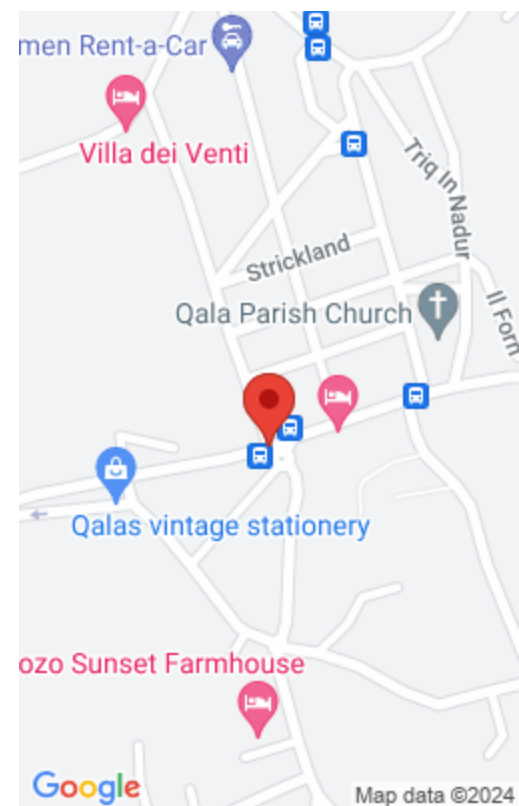 men Rent-a-Car
Villa dei Venti
Triq In Nadur
Strickland
Qala Parish Church
Il Forn
Qalas vintage stationery
ozo Sunset Farmhouse
Google
Map data ©2024